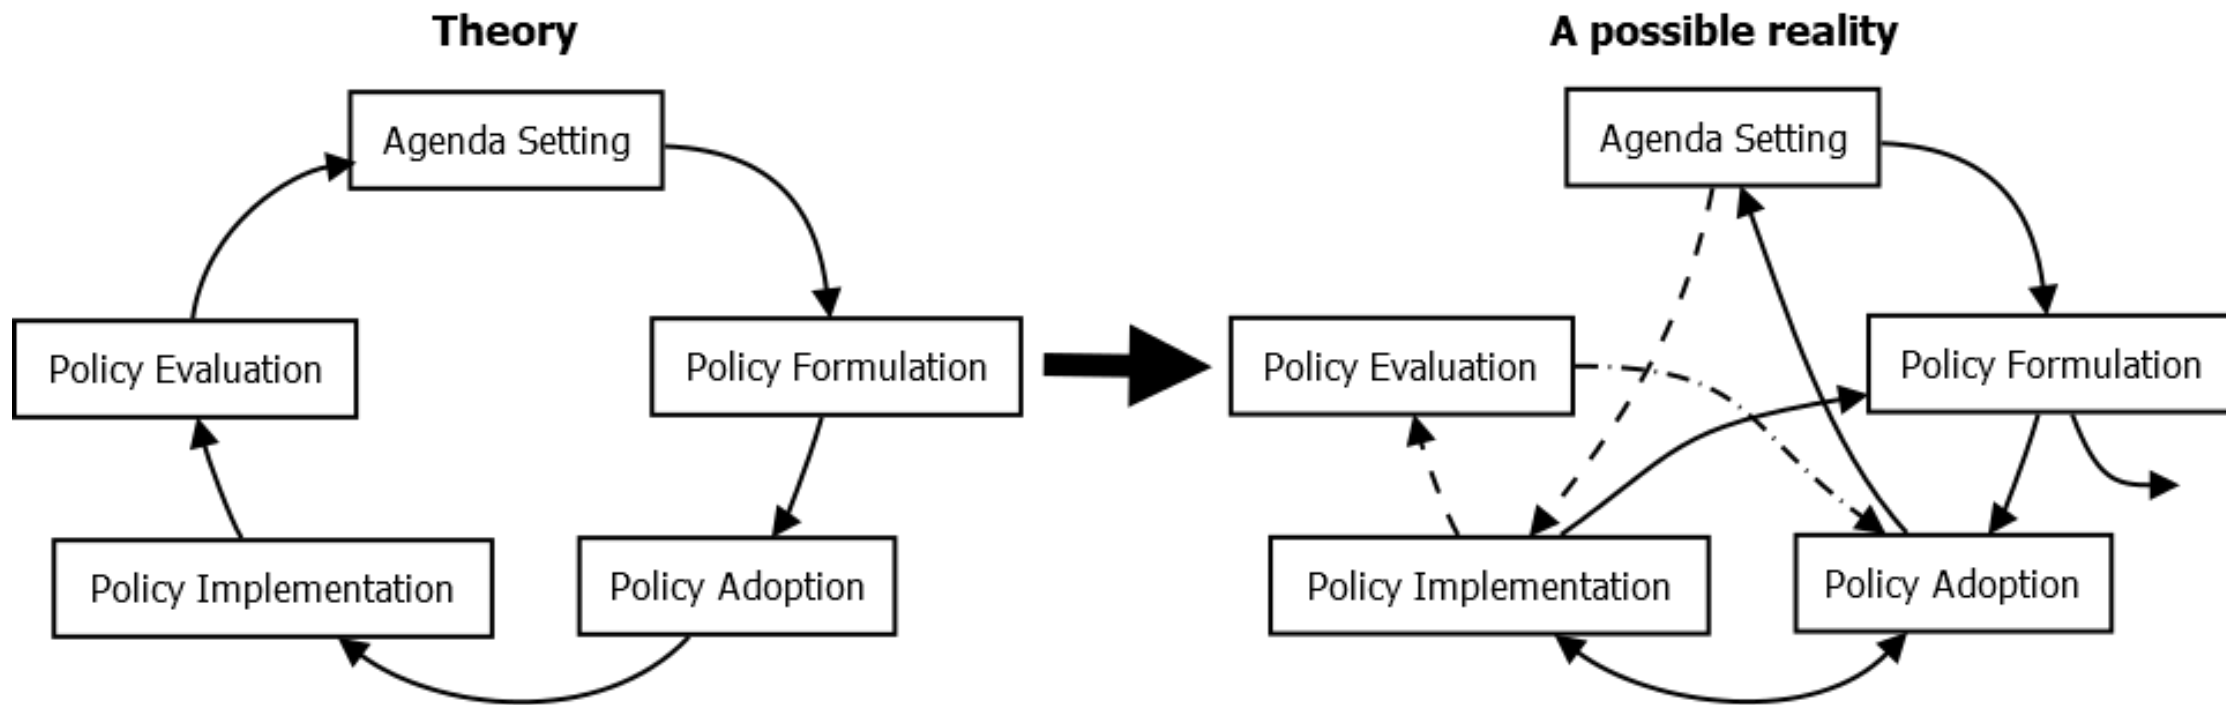 Theory
Agenda Setting
Policy Evaluation
Policy Formulation
Policy Implementation
Policy Adoption
A possible reality
Agenda Setting
Policy Evaluation
Policy Formulation
Policy Implementation
Policy Adoption